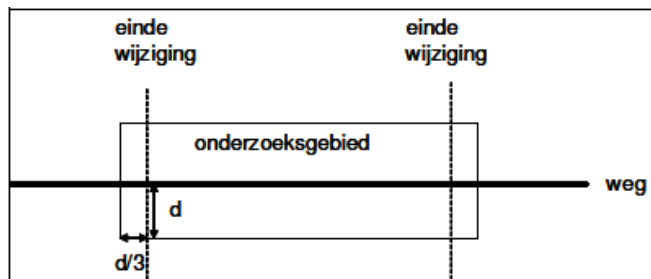 einde
wijziging
einde
wijziging
onderzoeksgebied
weg
d
d/3